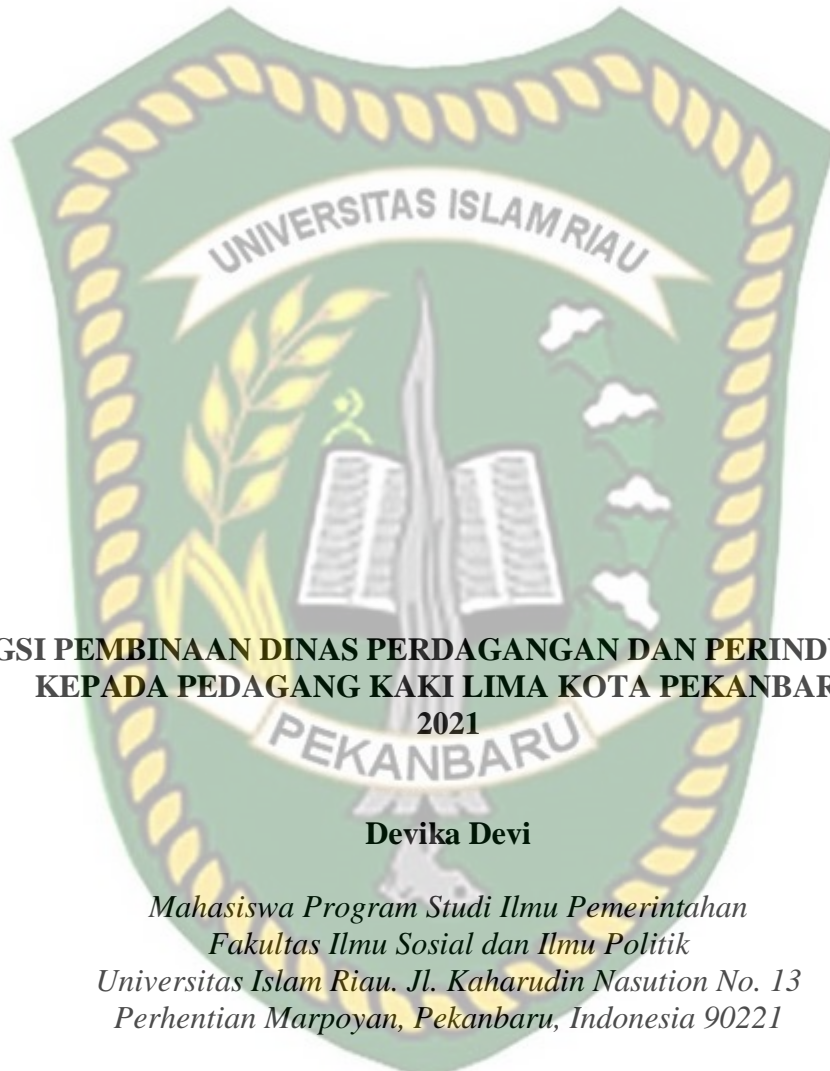 UNIVERSITAS ISLAM RIAU
GSI PEMBINAAN DINAS PERDAGANGAN DAN PERINDU
KEPADA PEDAGANG KAKI LIMA KOTA PEKANBAR
2021
PEKANBARU
Devika Devi
Mahasiswa Program Studi Ilmu Pemerintahan
Fakultas Ilmu Sosial dan Ilmu Politik
Universitas Islam Riau. Jl. Kaharudin Nasution No. 13
Perhentian Marpoyan, Pekanbaru, Indonesia 90221